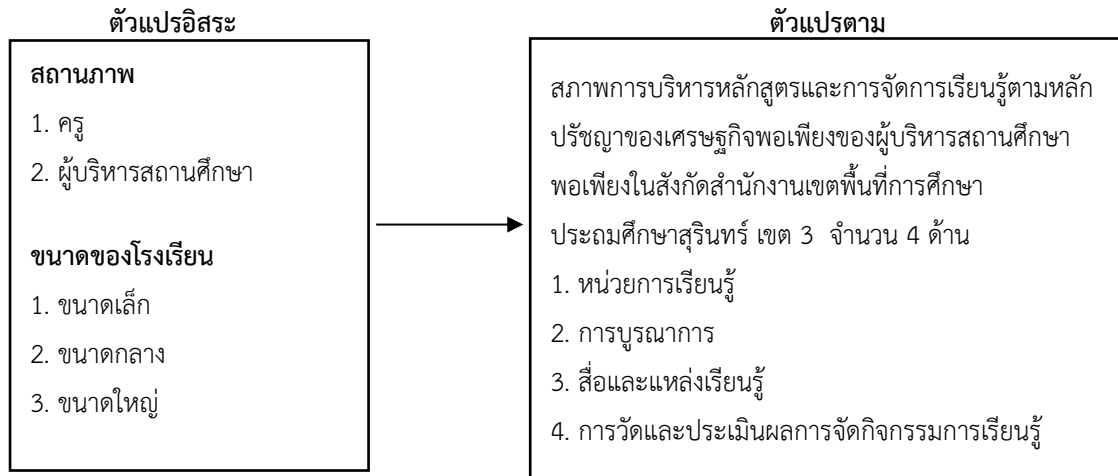 ตัวแปรอิสระ
สถานภาพ
1. ครู
2. ผู้บริหารสถานศึกษา
ขนาดของโรงเรียน
1. ขนาดเล็ก
2. ขนาดกลาง
3. ขนาดใหญ่
ตัวแปรตาม
สภาพการบริหารหลักสูตรและการจัดการเรียนรู้ตามหลัก
ปรัชญาของเศรษฐกิจพอเพียงของผู้บริหารสถานศึกษา
พอเพียงในสังกัดสำนักงานเขตพื้นที่การศึกษา
ประถมศึกษาสุรินทร์ เขต 3 จำนวน 4 ด้าน
1. หน่วยการเรียนรู้
2. การบูรณาการ
3. สื่อและแหล่งเรียนรู้
4. การวัดและประเมินผลการจัดกิจกรรมการเรียนรู้